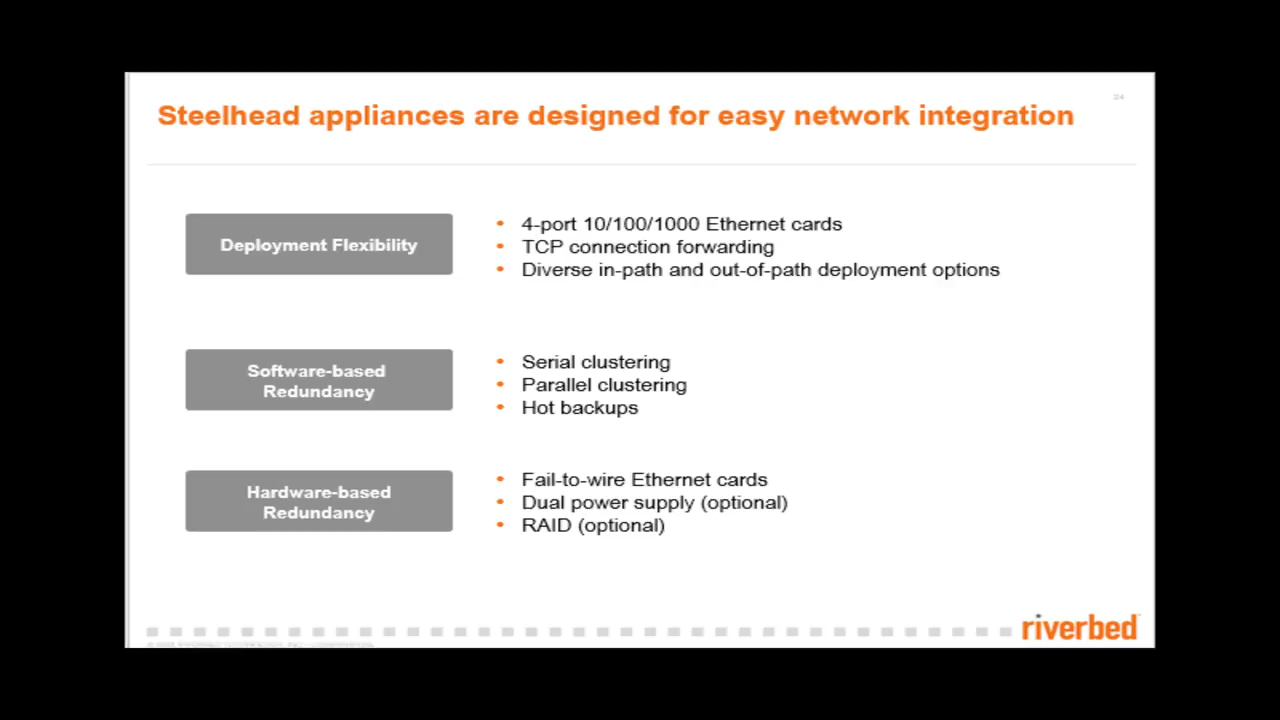 Steelhead appliances are designed for easy network integration
Deployment Flexibility
• 4-port 10/100/1000 Ethernet cards
• TCP connection forwarding
• Diverse in-path and out-of-path deployment options
Software-based
Redundancy
• Serial clustering
• Parallel clustering
• Hot backups
Hardware-based
Redundancy
• Fail-to-wire Ethernet cards
• Dual power supply (optional)
• RAID (optional)
riverbed